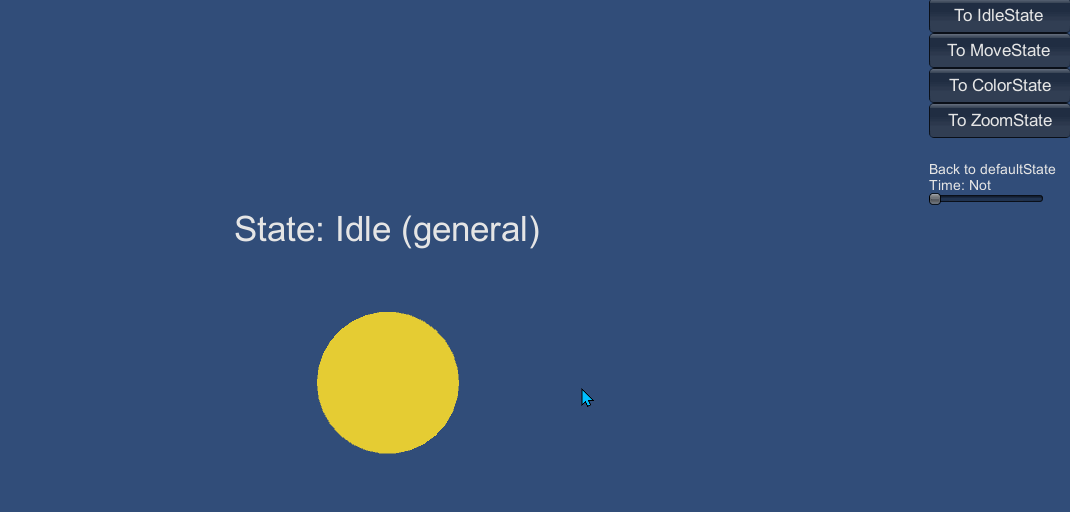 To IdleState
To MoveState
To ColorState
To ZoomState
Back to defaultState
Time: Not
State: Idle (general)